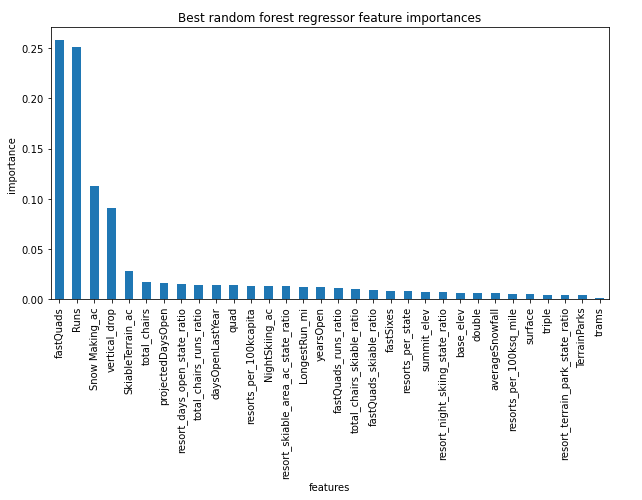 Best random forest regressor feature importances
importance
0.25
0.20
0.15
0.10
0.05
0.00
fastQuads
Runs
Snow Making_ac
vertical_drop
SkiableTerrain_ac
total_chairs
projectedDaysOpen
resort_days_open_state_ratio
total_chairs_runs_ratio
daysOpenLastYear
quad
resorts_per_100kcapita
NightSkiing_ac
resort_skiable_area_ac_state_ratio
LongestRun_mi
yearsOpen
fastQuads_runs_ratio
total_chairs_skiable_ratio
fastQuads_skiable_ratio
fastSixes
resorts_per_state
summit_elev
resort_night_skiing_state_ratio
base_elev
double
averageSnowfall
resorts_per_100ksq_mile
surface
triple
resort_terrain_park_state_ratio
TerrainParks
trams
features